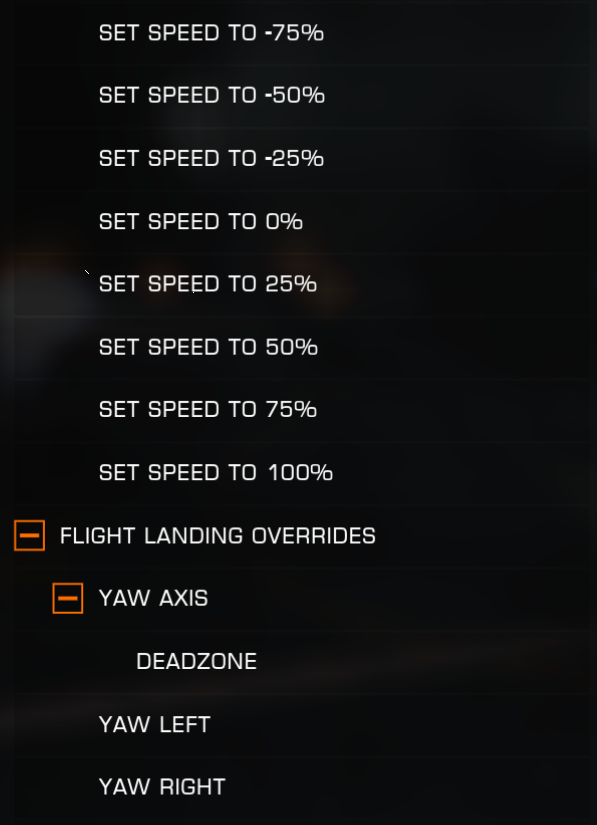 SET SPEED TO -75%
SET SPEED TO -50%
SET SPEED TO -25%
SET SPEED TO 0%
SET SPEED TO 25%
SET SPEED TO 50%
SET SPEED TO 75%
SET SPEED TO 100%
FLIGHT LANDING OVERRIDES
YAW AXIS
DEADZONE
YAW LEFT
YAW RIGHT